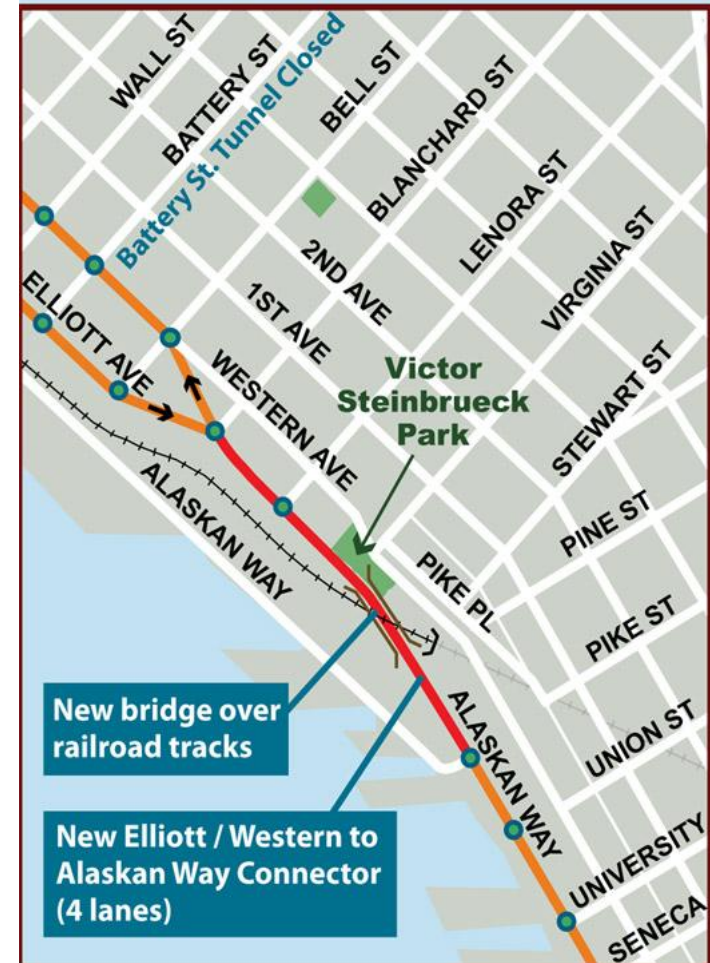 WALL ST
BATTERY ST
Battery St. Tunnel Closed
BELL ST
BLANCHARD ST
LENORA ST
VIRGINIA ST
STEWART ST
2ND AVE
1ST AVE
ELLIOTT AVE
WESTERN AVE
Victor
Steinbrueck
Park
ALASKAN WAY
PINE ST
PIKE PL
PIKE ST
UNION ST
New bridge over
railroad tracks
ALASKAN WAY
New Elliott / Western to
Alaskan Way Connector
(4 lanes)
UNIVERSITY
SENECA